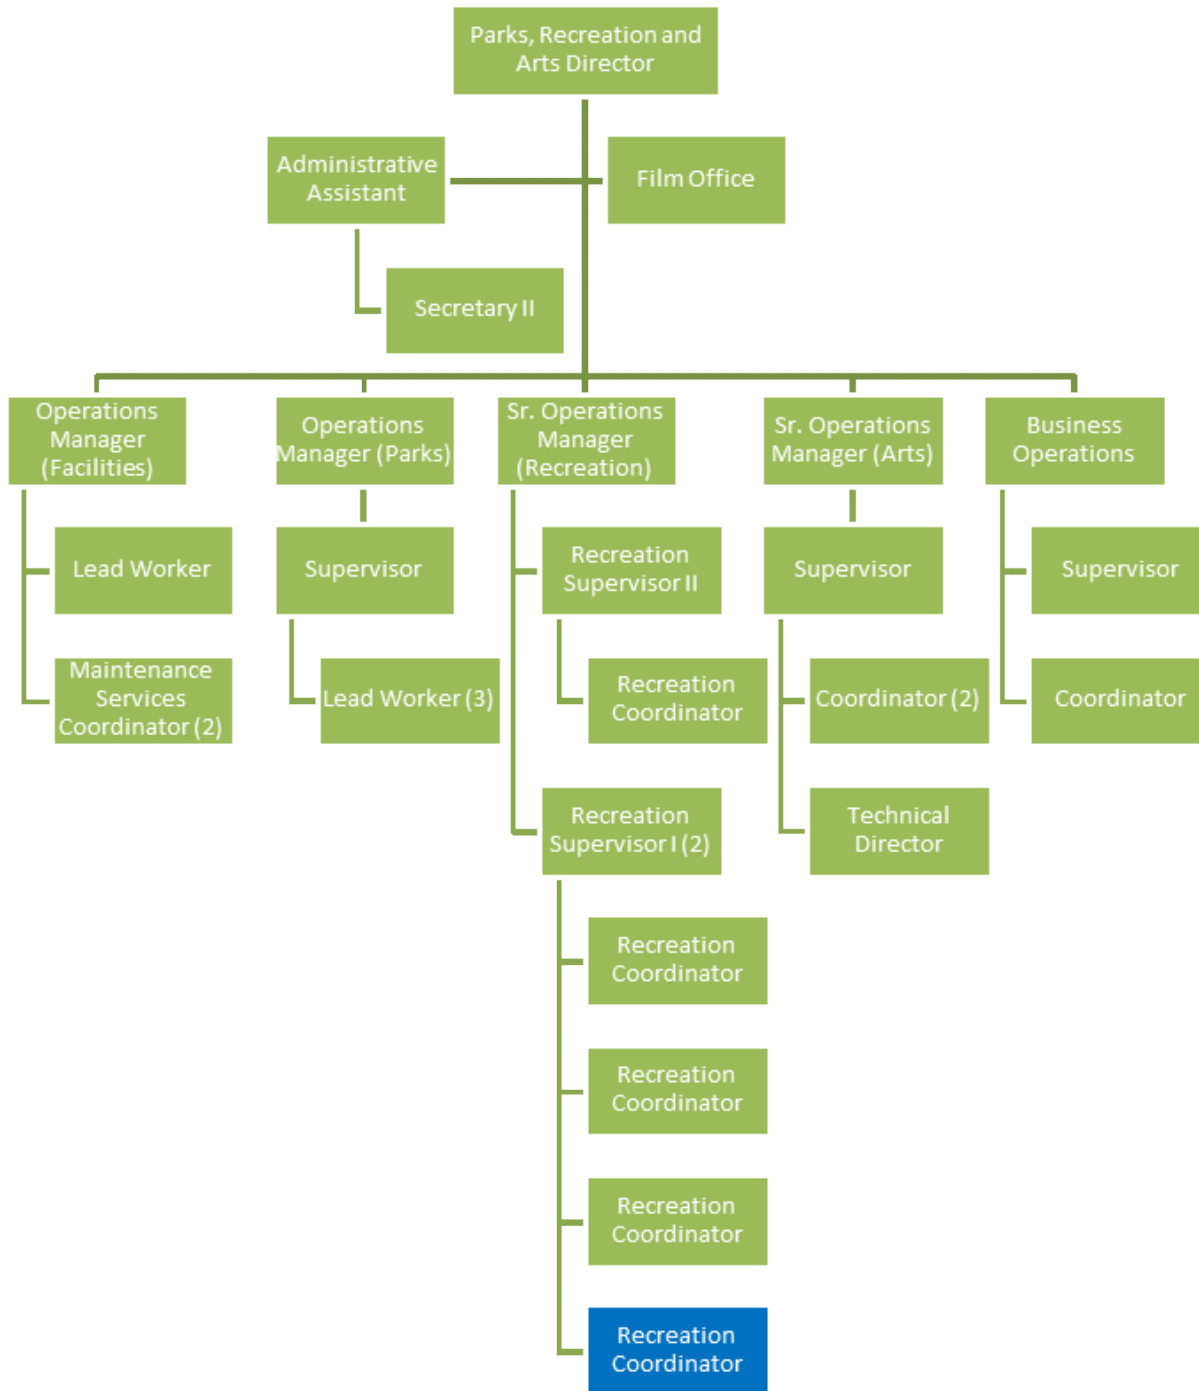 Parks, Recreation and
Arts Director
Administrative
Assistant
Film Office
Secretary II
Operations
Manager
(Facilities)
Operations
Manager (Parks)
Sr. Operations
Manager
(Recreation)
Sr. Operations
Manager (Arts)
Business
Operations
Lead Worker
Supervisor
Recreation
Supervisor II
Supervisor
Supervisor
Maintenance
Services
Coordinator (2)
Lead Worker (3)
Recreation
Coordinator
Coordinator (2)
Coordinator
Recreation
Supervisor I (2)
Technical
Director
Recreation
Coordinator
Recreation
Coordinator
Recreation
Coordinator
Recreation
Coordinator